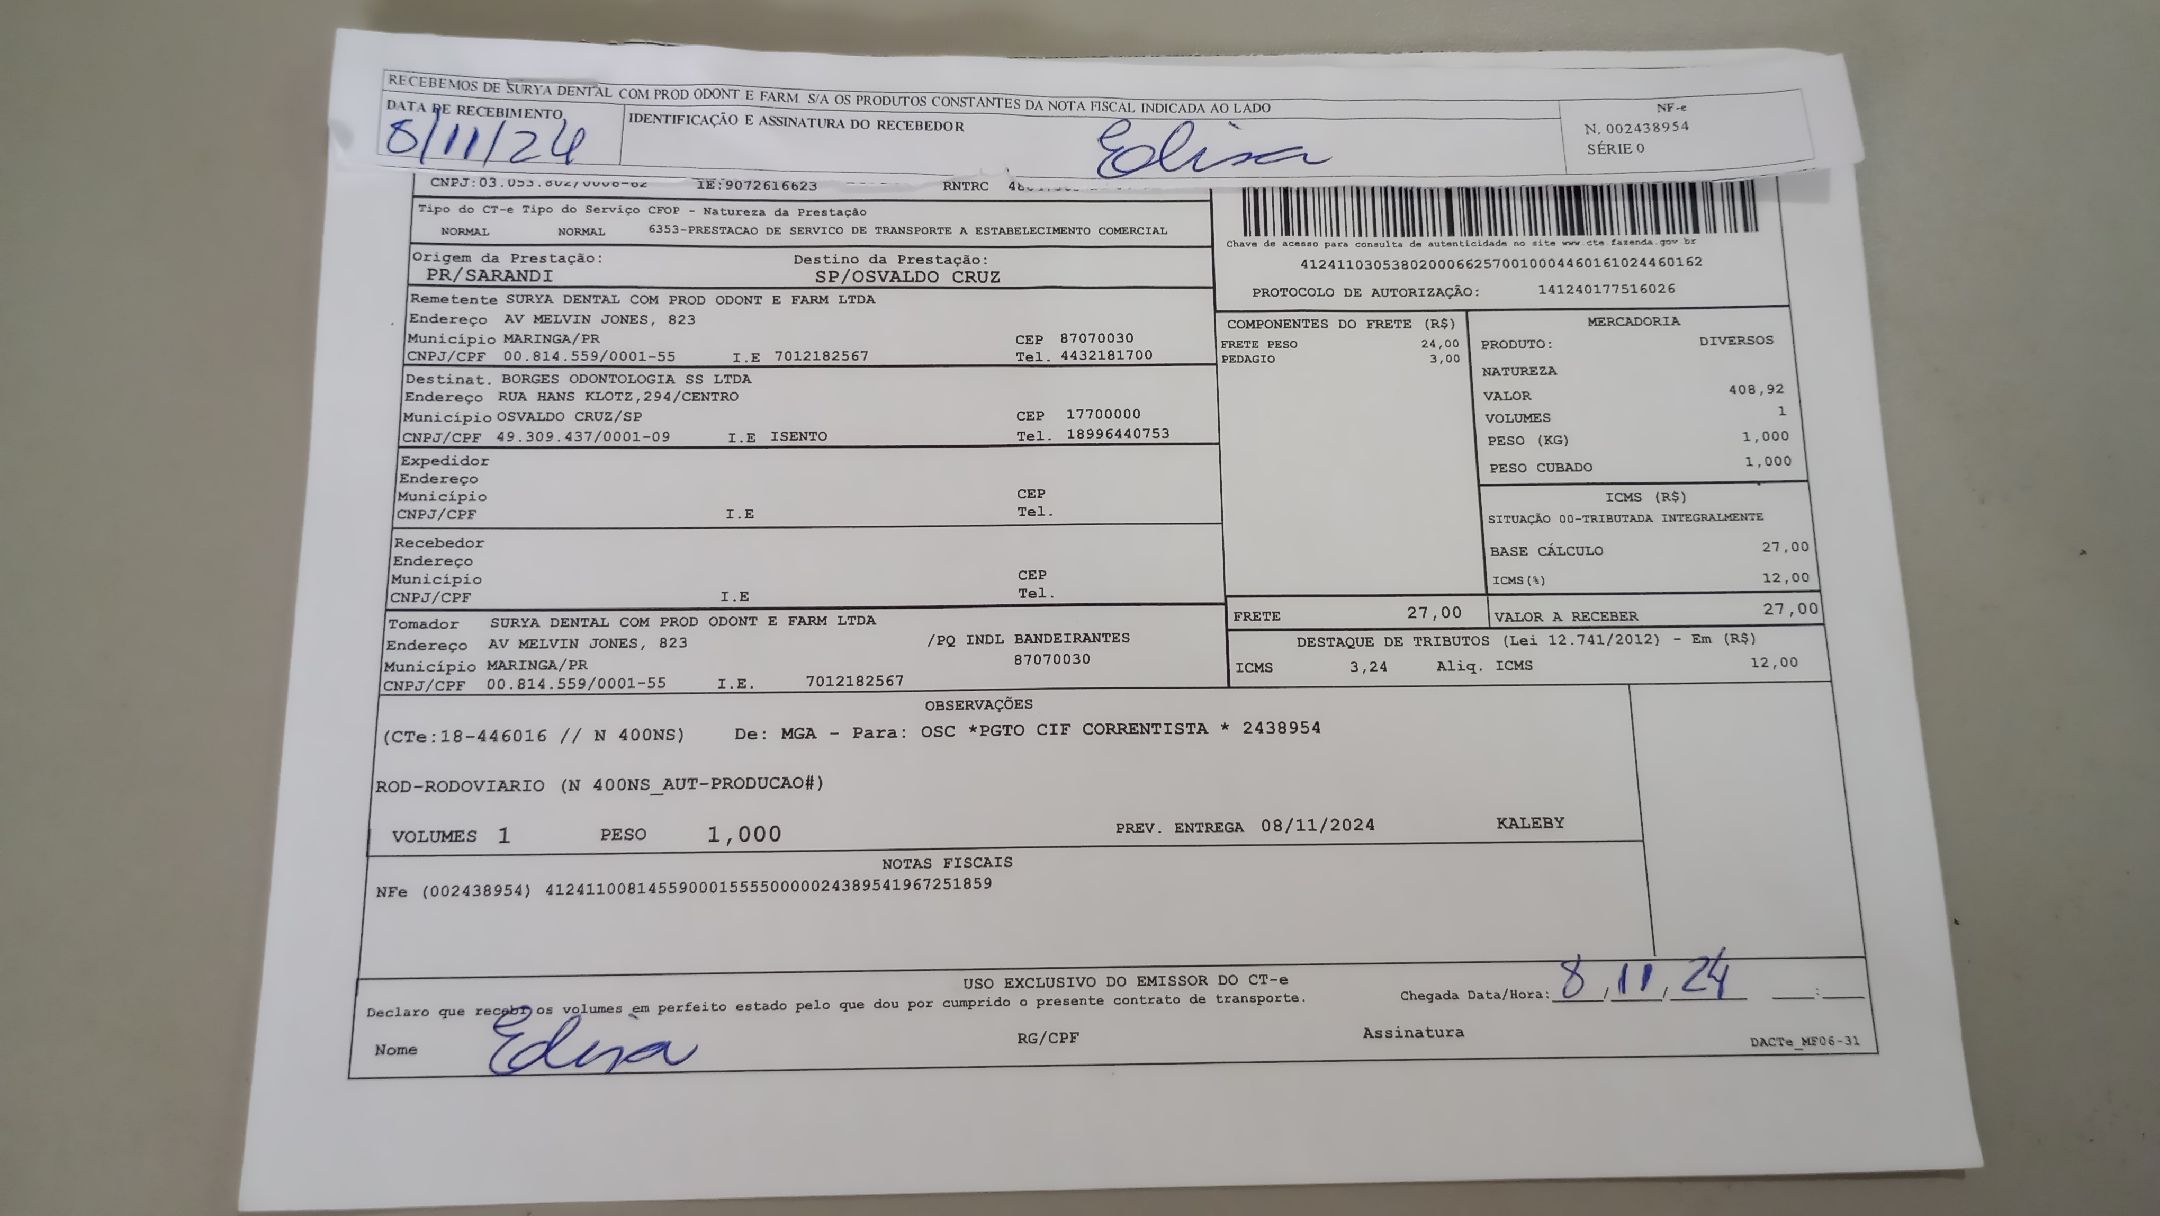 RECEBEMOS DE SURYA DENTAL COM PROD ODONT E FARM S/A OS PRODUTOS CONSTANTES DA NOTA FISCAL INDICADA AO LADO
DATA DE RECEBIMENTO
8/11/24
IDENTIFICAÇÃO E ASSINATURA DO RECEBEDOR
Edisa
NF-e
N. 002438954
SÉRIE 0
IE:9072616623 RNTRC
Tipo do CT-e Tipo do Serviço CFOP - Natureza da Prestação
NORMAL NORMAL 6353-PRESTACAO DE SERVICO DE TRANSPORTE A ESTABELECIMENTO COMERCIAL
Origem da Prestação: Destino da Prestação:
PR/SARANDI SP/OSVALDO CRUZ
Chave de acesso para consulta de autenticidade no site www.cte.fazenda.gov.br
41241103053802000662570010004460161024460162
PROTOCOLO DE AUTORIZAÇÃO: 141240177516026
Remetente SURYA DENTAL COM PROD ODONT E FARM LTDA
Endereço AV MELVIN JONES, 823
Município MARINGA/PR CEP 87070030
CNPJ/CPF 00.814.559/0001-55 I.E 7012182567 Tel. 4432181700
Destinat. BORGES ODONTOLOGIA SS LTDA
Endereço RUA HANS KLOTZ,294/CENTRO
Município OSVALDO CRUZ/SP CEP 17700000
CNPJ/CPF 49.309.437/0001-09 I.E ISENTO Tel. 18996440753
Expedidor
Endereço
Município CEP
CNPJ/CPF I.E Tel.
Recebedor
Endereço
Município CEP
CNPJ/CPF I.E Tel.
Tomador SURYA DENTAL COM PROD ODONT E FARM LTDA
Endereço AV MELVIN JONES, 823 /PQ INDL BANDEIRANTES
Município MARINGA/PR 87070030
CNPJ/CPF 00.814.559/0001-55 I.E. 7012182567
COMPONENTES DO FRETE (R$)
FRETE PESO 24,00
PEDAGIO 3,00
MERCADORIA
PRODUTO: DIVERSOS
NATUREZA
VALOR 408,92
VOLUMES 1
PESO (KG) 1,000
PESO CUBADO 1,000
ICMS (R$)
SITUAÇÃO 00-TRIBUTADA INTEGRALMENTE
BASE CÁLCULO 27,00
ICMS(%) 12,00
FRETE 27,00 VALOR A RECEBER 27,00
DESTAQUE DE TRIBUTOS (Lei 12.741/2012) - Em (R$)
ICMS 3,24 Aliq. ICMS 12,00
OBSERVAÇÕES
(CTe:18-446016 // N 400NS) De: MGA - Para: OSC *PGTO CIF CORRENTISTA * 2438954
ROD-RODOVIARIO (N 400NS_AUT-PRODUCAO#)
VOLUMES 1 PESO 1,000 PREV. ENTREGA 08/11/2024 KALEBY
NOTAS FISCAIS
NFe (002438954) 41241100814559000155550000024389541967251859
USO EXCLUSIVO DO EMISSOR DO CT-e
Declaro que recebi os volumes em perfeito estado pelo que dou por cumprido o presente contrato de transporte.
Chegada Data/Hora: 8,11,24 __:__
Nome Edisa RG/CPF Assinatura
DACTe_MF06-31